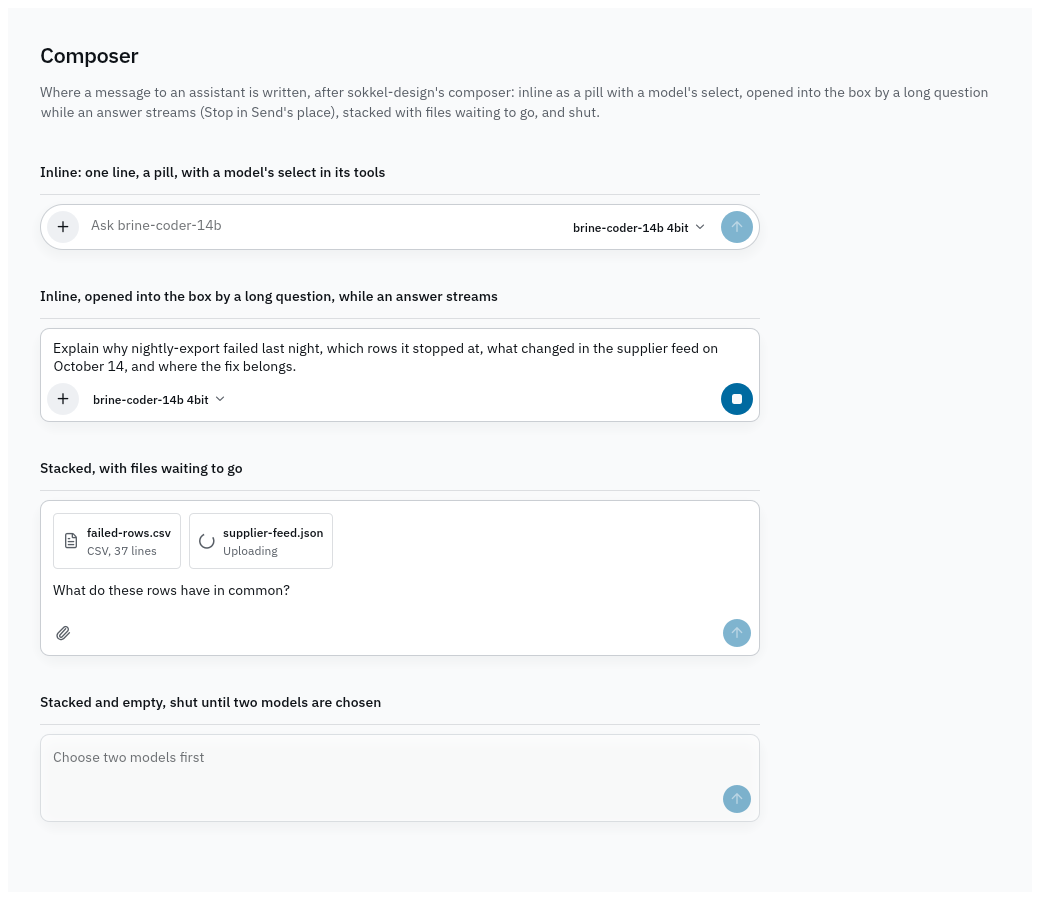 Composer
Where a message to an assistant is written, after sokkel-design's composer: inline as a pill with a model's select, opened into the box by a long question
while an answer streams (Stop in Send's place), stacked with files waiting to go, and shut.
Inline: one line, a pill, with a model's select in its tools
Ask brine-coder-14b
brine-coder-14b 4bit
Inline, opened into the box by a long question, while an answer streams
Explain why nightly-export failed last night, which rows it stopped at, what changed in the supplier feed on
October 14, and where the fix belongs.
brine-coder-14b 4bit
Stacked, with files waiting to go
failed-rows.csv
CSV, 37 lines
supplier-feed.json
Uploading
What do these rows have in common?
Stacked and empty, shut until two models are chosen
Choose two models first